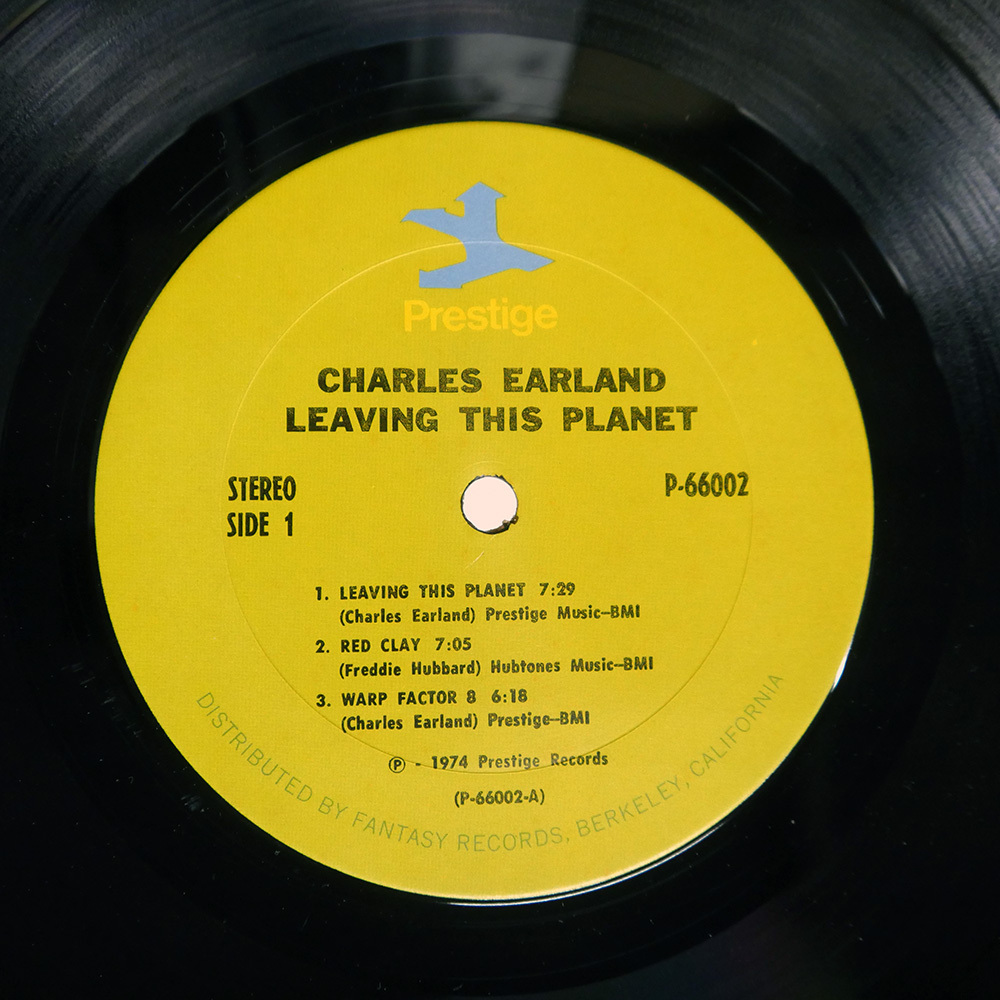 Prestige
CHARLES EARLAND
LEAVING THIS PLANET
STEREO
SIDE 1
P-66002
1. LEAVING THIS PLANET 7:29
(Charles Earland) Prestige Music–BMI
2. RED CLAY 7:05
(Freddie Hubbard) Hubtones Music–BMI
3. WARP FACTOR 8 6:18
(Charles Earland) Prestige–BMI
℗ - 1974 Prestige Records
(P-66002-A)
DISTRIBUTED BY FANTASY RECORDS, BERKELEY, CALIFORNIA